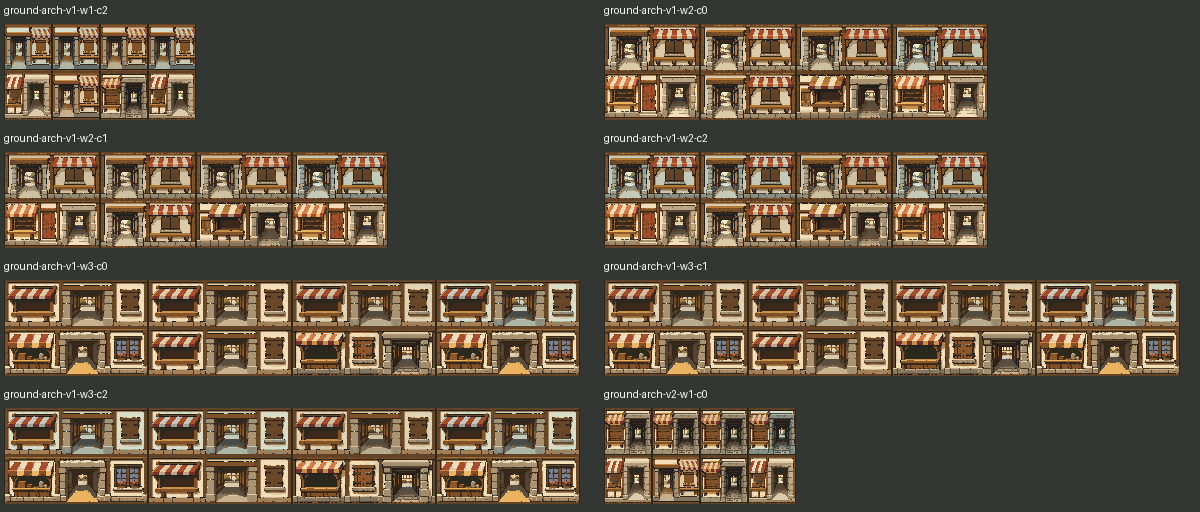 ground-arch-v1-w1-c2
ground-arch-v1-w2-c0
ground-arch-v1-w2-c1
ground-arch-v1-w2-c2
ground-arch-v1-w3-c0
ground-arch-v1-w3-c1
ground-arch-v1-w3-c2
ground-arch-v2-w1-c0